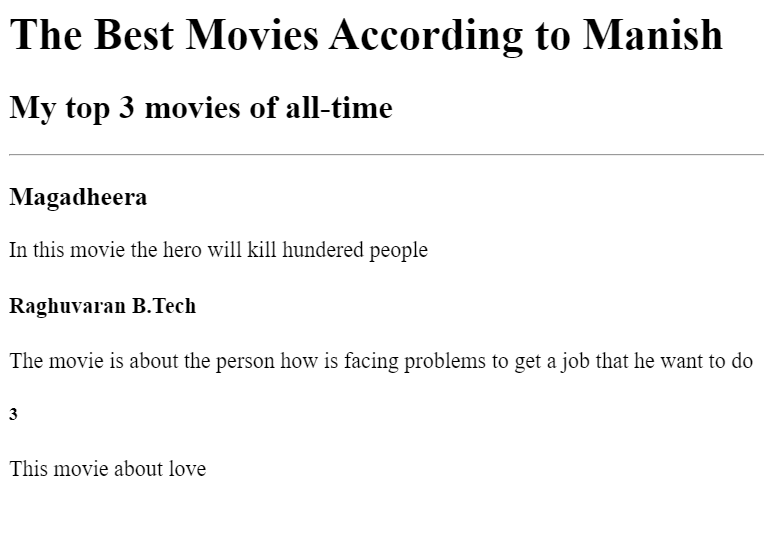 The Best Movies According to Manish
My top 3 movies of all-time
Magadheera
In this movie the hero will kill hundered people
Raghuvaran B.Tech
The movie is about the person how is facing problems to get a job that he want to do
3
This movie about love